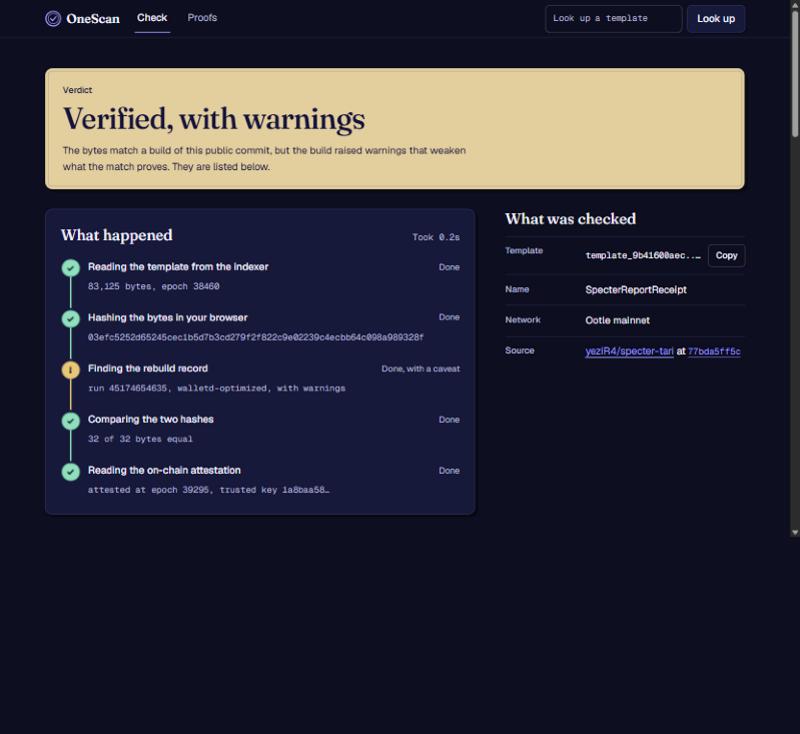 OneScan
Check
Proofs
Look up a template
Look up
Verdict
Verified, with warnings
The bytes match a build of this public commit, but the build raised warnings that weaken
what the match proves. They are listed below.
What happened
Took 0.2s
Reading the template from the indexer
Done
83,125 bytes, epoch 38460
Hashing the bytes in your browser
Done
03efc5252d65245cec1b5d7b3cd279f2f822c9e02239c4ecbb64c098a989328f
Finding the rebuild record
Done, with a caveat
run 45174654635, walletd-optimized, with warnings
Comparing the two hashes
Done
32 of 32 bytes equal
Reading the on-chain attestation
Done
attested at epoch 39295, trusted key 1a8baa58…
What was checked
Template
template_9b41600aec..…
Copy
Name
SpecterReportReceipt
Network
Ootle mainnet
Source
yeziR4/specter-tari at 77bda5ff5c